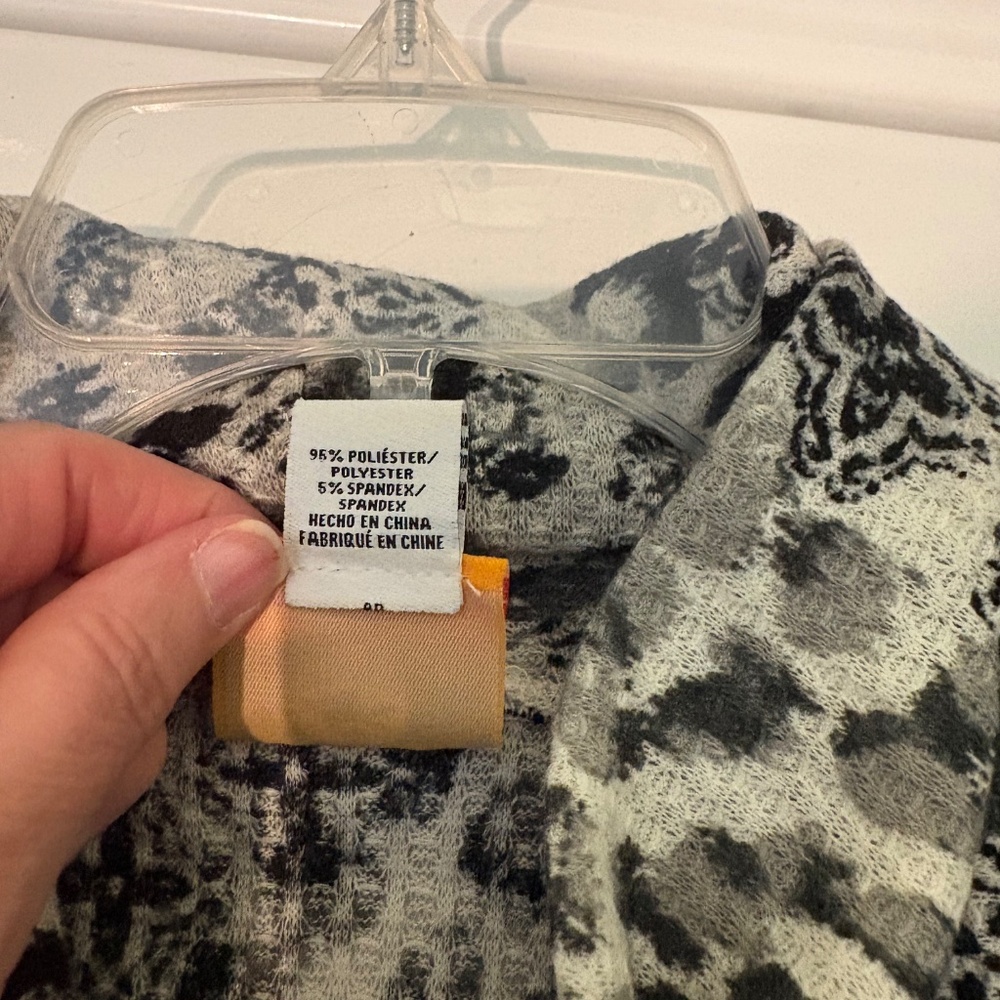 95% POLIÉSTER/
POLYESTER
5% SPANDEX/
SPANDEX
HECHO EN CHINA
FABRIQUÉ EN CHINE